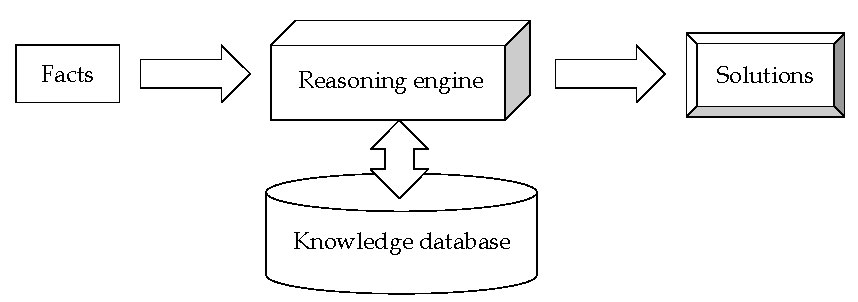 Facts
Reasoning engine
Solutions
Knowledge database